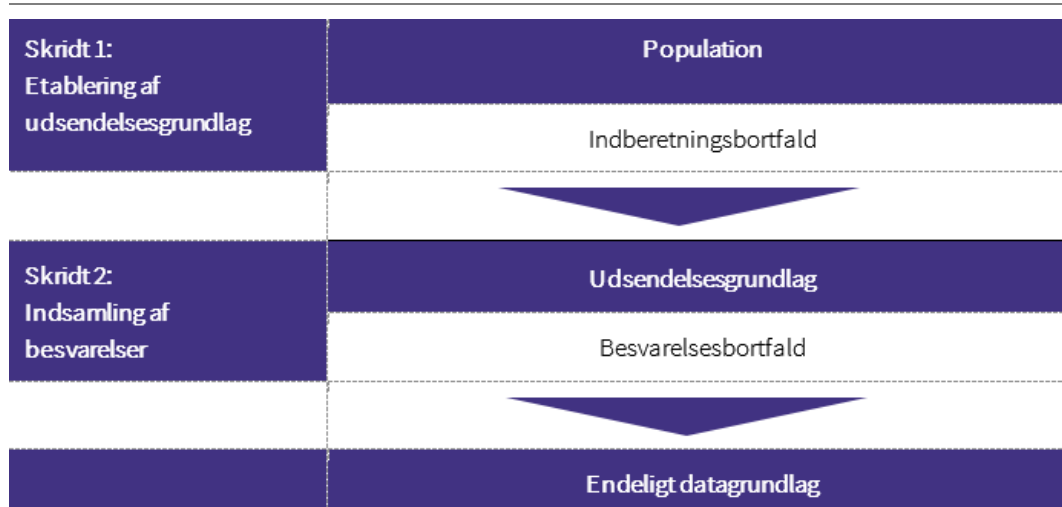 Skridt 1:
Etablering af
udsendelsesgrundlag
Population
Indberetningsbortfald
Skridt 2:
Indsamling af
besvarelser
Udsendelsesgrundlag
Besvarelsesbortfald
Endeligt datagrundlag